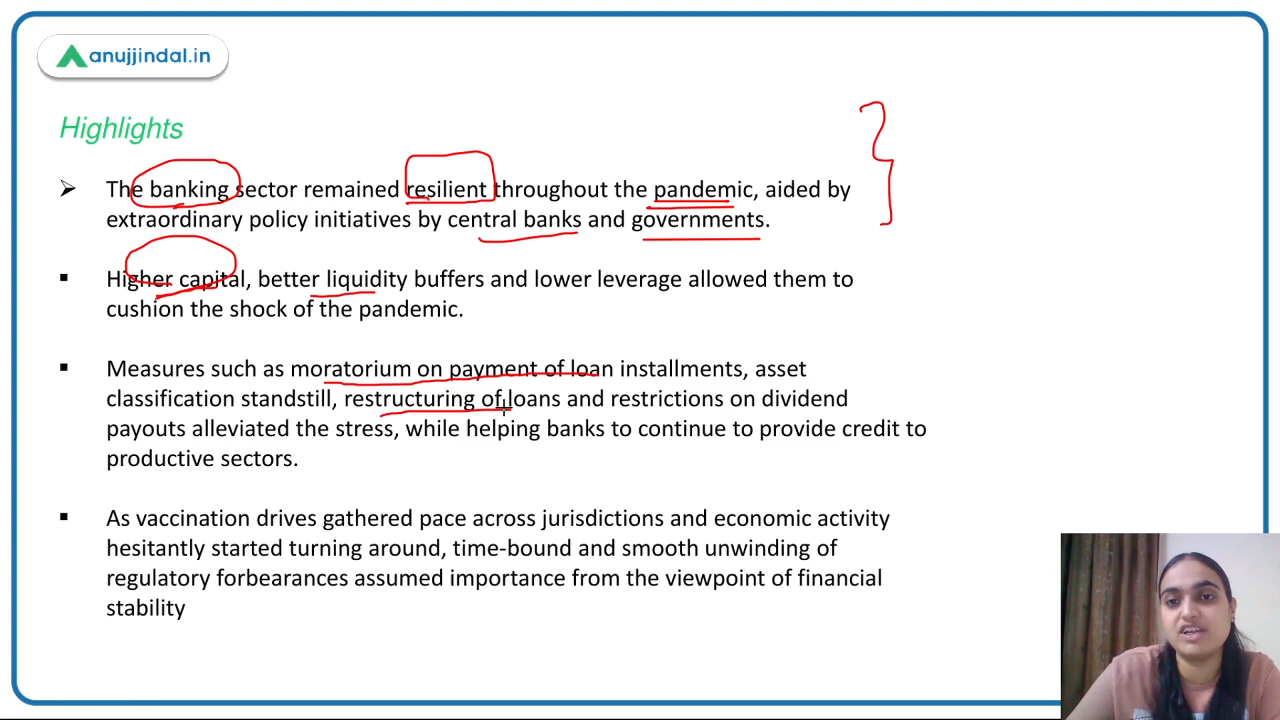 anujjindal.in
Highlights
The banking sector remained resilient throughout the pandemic, aided by
extraordinary policy initiatives by central banks and governments.
Higher capital, better liquidity buffers and lower leverage allowed them to
cushion the shock of the pandemic.
Measures such as moratorium on payment of loan installments, asset
classification standstill, restructuring of loans and restrictions on dividend
payouts alleviated the stress, while helping banks to continue to provide credit to
productive sectors.
As vaccination drives gathered pace across jurisdictions and economic activity
hesitantly started turning around, time-bound and smooth unwinding of
regulatory forbearances assumed importance from the viewpoint of financial
stability